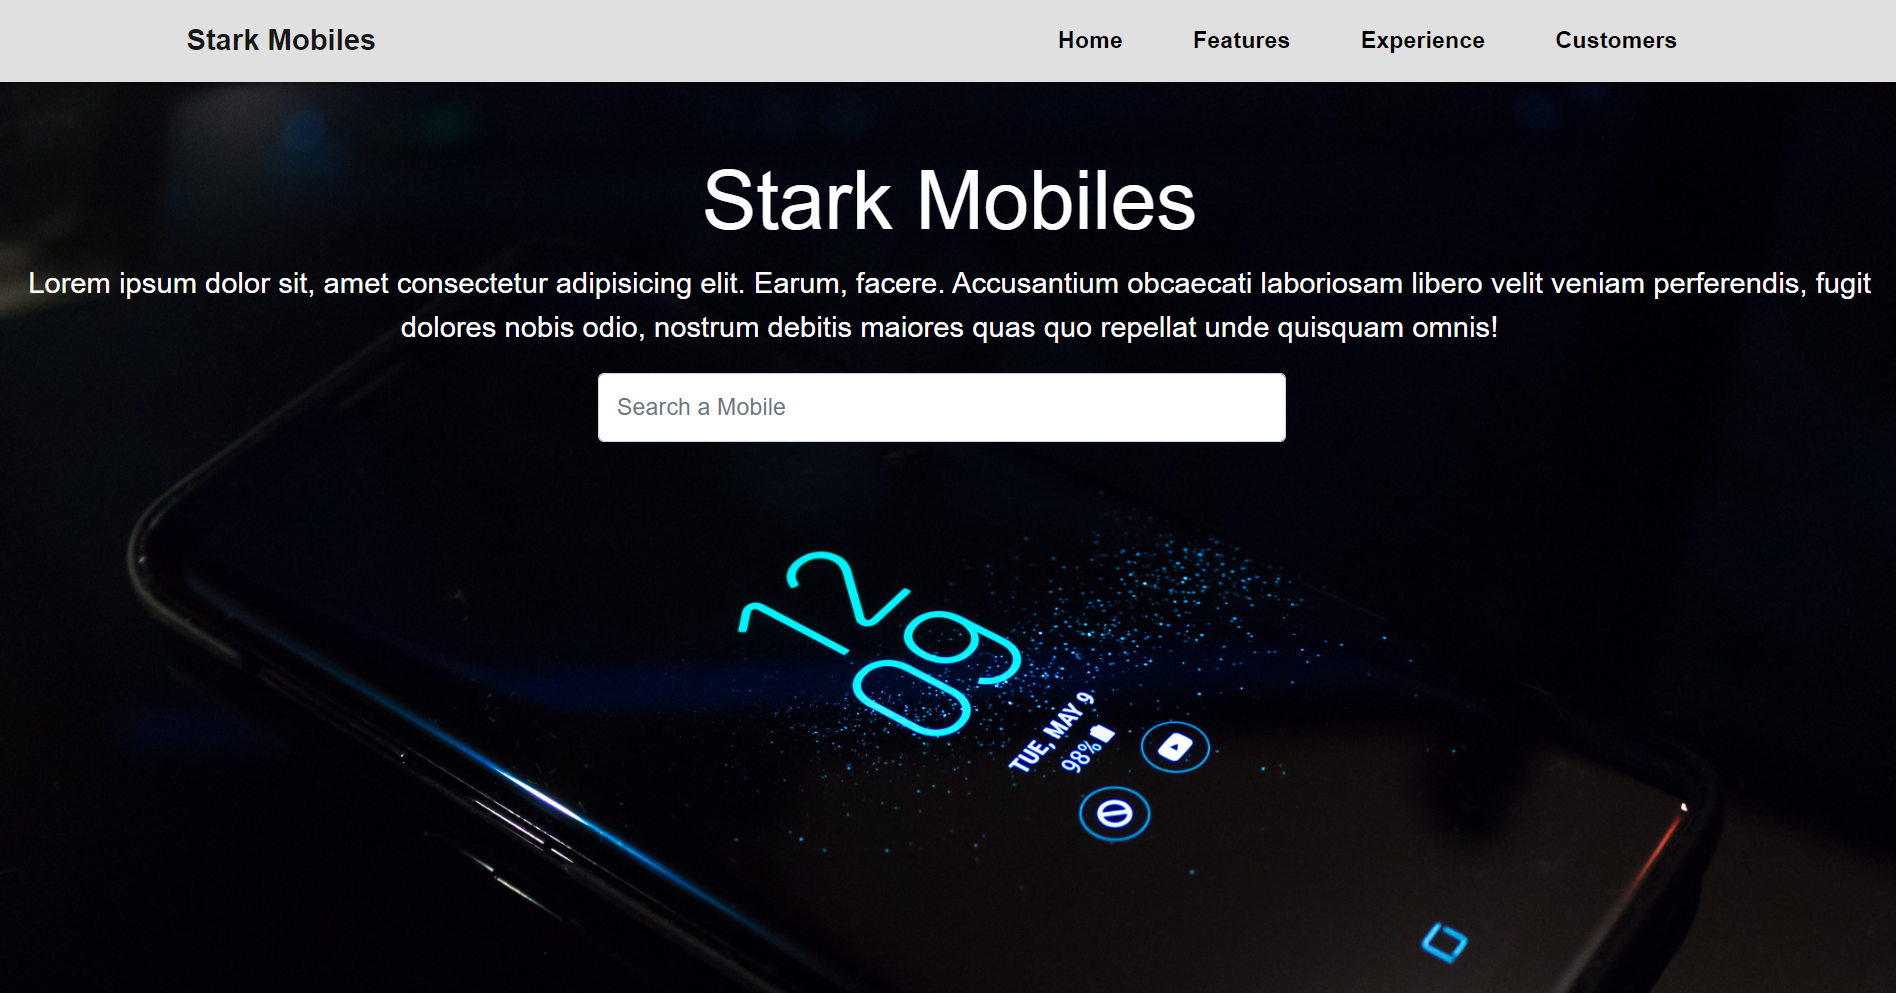 Stark Mobiles
Home Features Experience Customers
Stark Mobiles
Lorem ipsum dolor sit, amet consectetur adipisicing elit. Earum, facere. Accusantium obcaecati laboriosam libero velit veniam perferendis, fugit
dolores nobis odio, nostrum debitis maiores quas quo repellat unde quisquam omnis!
Search a Mobile
12
09
TUE, MAY 9
98%